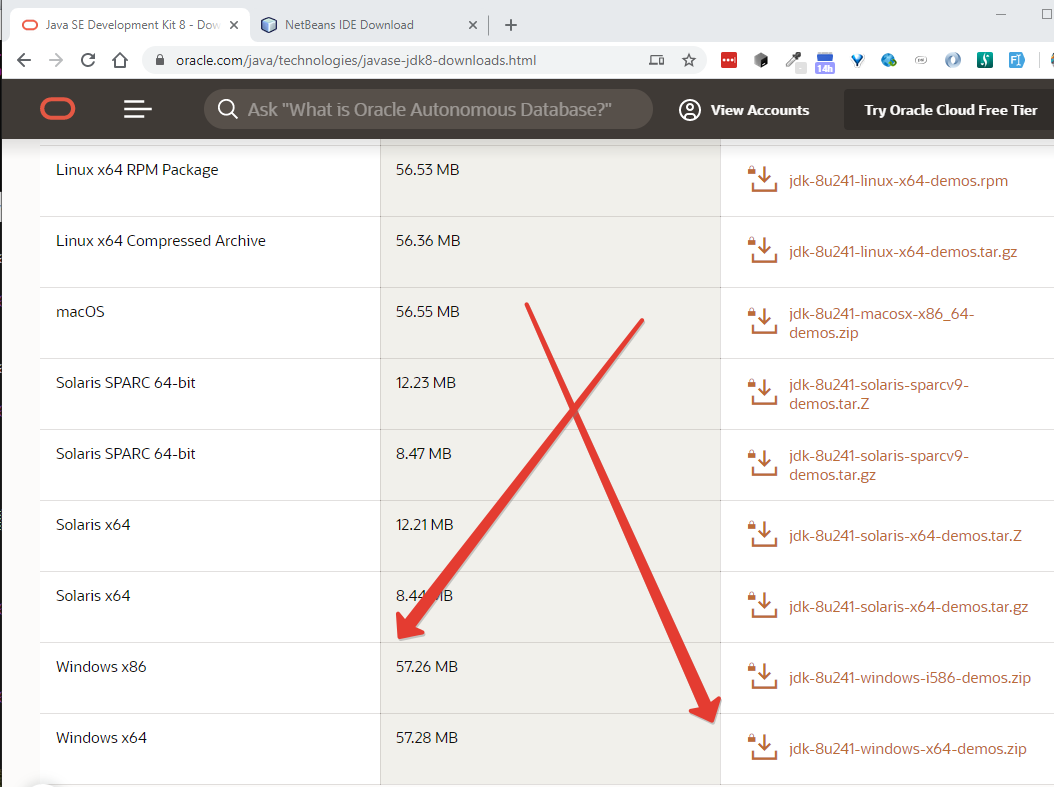 Java SE Development Kit 8 - Dow
NetBeans IDE Download
oracle.com/java/technologies/javase-jdk8-downloads.html
14h
Ask "What is Oracle Autonomous Database?"
View Accounts
Try Oracle Cloud Free Tier
Linux x64 RPM Package 56.53 MB jdk-8u241-linux-x64-demos.rpm
Linux x64 Compressed Archive 56.36 MB jdk-8u241-linux-x64-demos.tar.gz
macOS 56.55 MB jdk-8u241-macosx-x86_64-
demos.zip
Solaris SPARC 64-bit 12.23 MB jdk-8u241-solaris-sparcv9-
demos.tar.Z
Solaris SPARC 64-bit 8.47 MB jdk-8u241-solaris-sparcv9-
demos.tar.gz
Solaris x64 12.21 MB jdk-8u241-solaris-x64-demos.tar.Z
Solaris x64 8.44 MB jdk-8u241-solaris-x64-demos.tar.gz
Windows x86 57.26 MB jdk-8u241-windows-i586-demos.zip
Windows x64 57.28 MB jdk-8u241-windows-x64-demos.zip